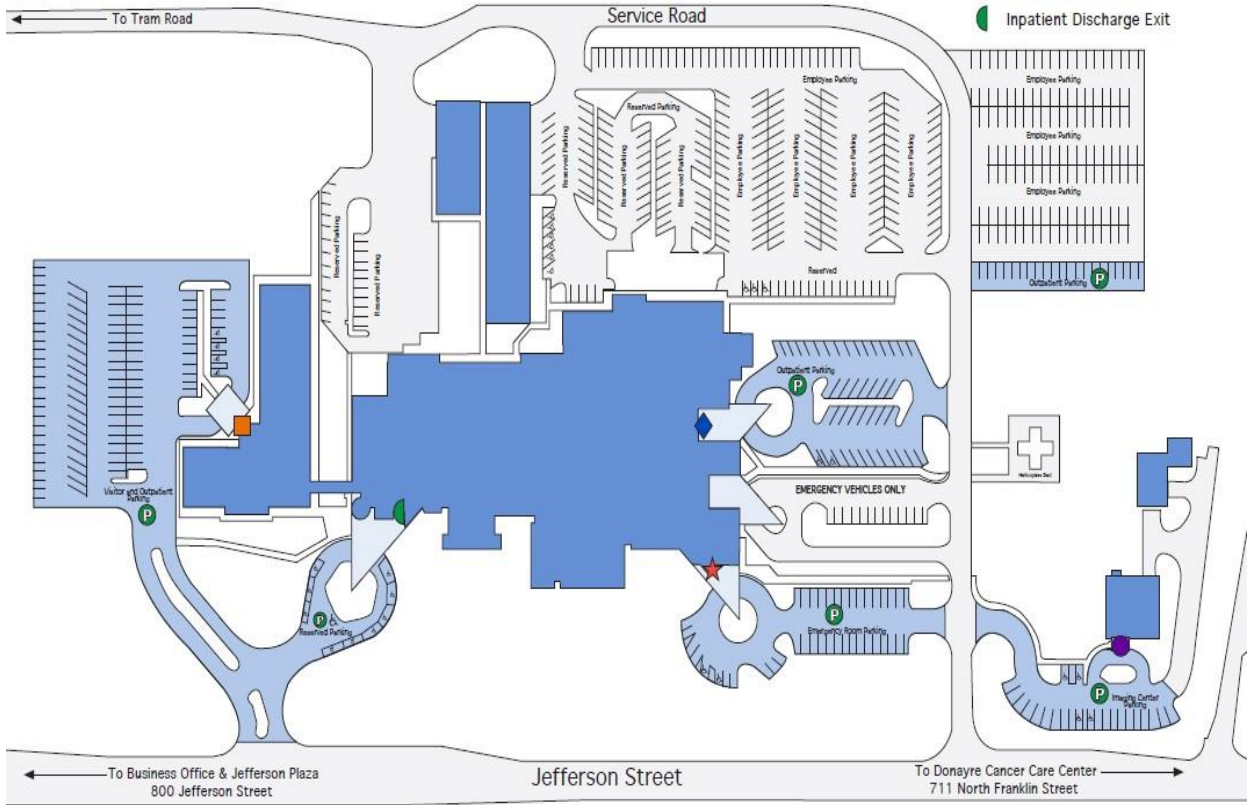 To Tram Road
Service Road
Inpatient Discharge Exit
Employee Parking
Employee Parking
Reserved Parking
Employee Parking
Reserved Parking
Reserved Parking
Reserved Parking
Employee Parking
Employee Parking
Employee Parking
Employee Parking
Employee Parking
Reserved Parking
Reserved Parking
Reserved
P
Outpatient Parking
Outpatient Parking
P
Visitor and Outpatient
Parking
P
EMERGENCY VEHICLES ONLY
Helicopter Pad
P
Reserved Parking
P
Emergency Room Parking
P
Imaging Center
Parking
To Business Office & Jefferson Plaza
800 Jefferson Street
Jefferson Street
To Donayre Cancer Care Center
711 North Franklin Street